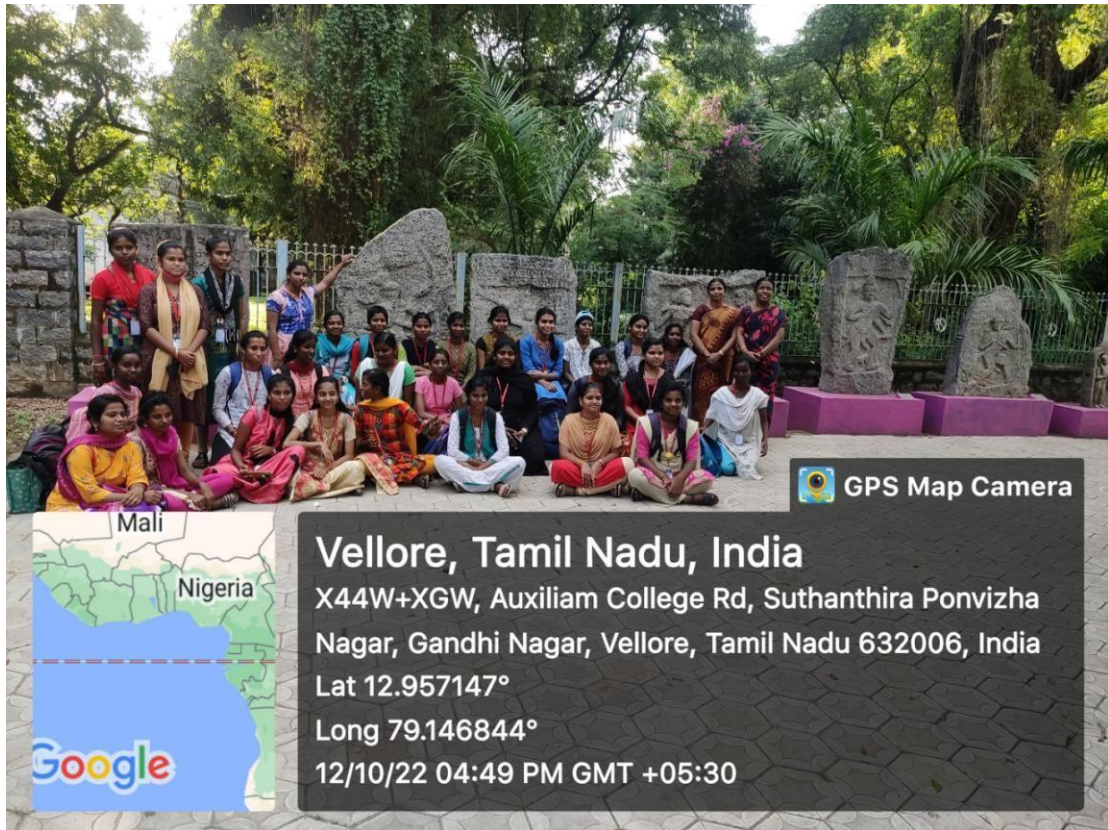 GPS Map Camera
Mali
Nigeria
Google
Vellore, Tamil Nadu, India
X44W+XGW, Auxiliam College Rd, Suthanthira Ponvizha
Nagar, Gandhi Nagar, Vellore, Tamil Nadu 632006, India
Lat 12.957147°
Long 79.146844°
12/10/22 04:49 PM GMT +05:30